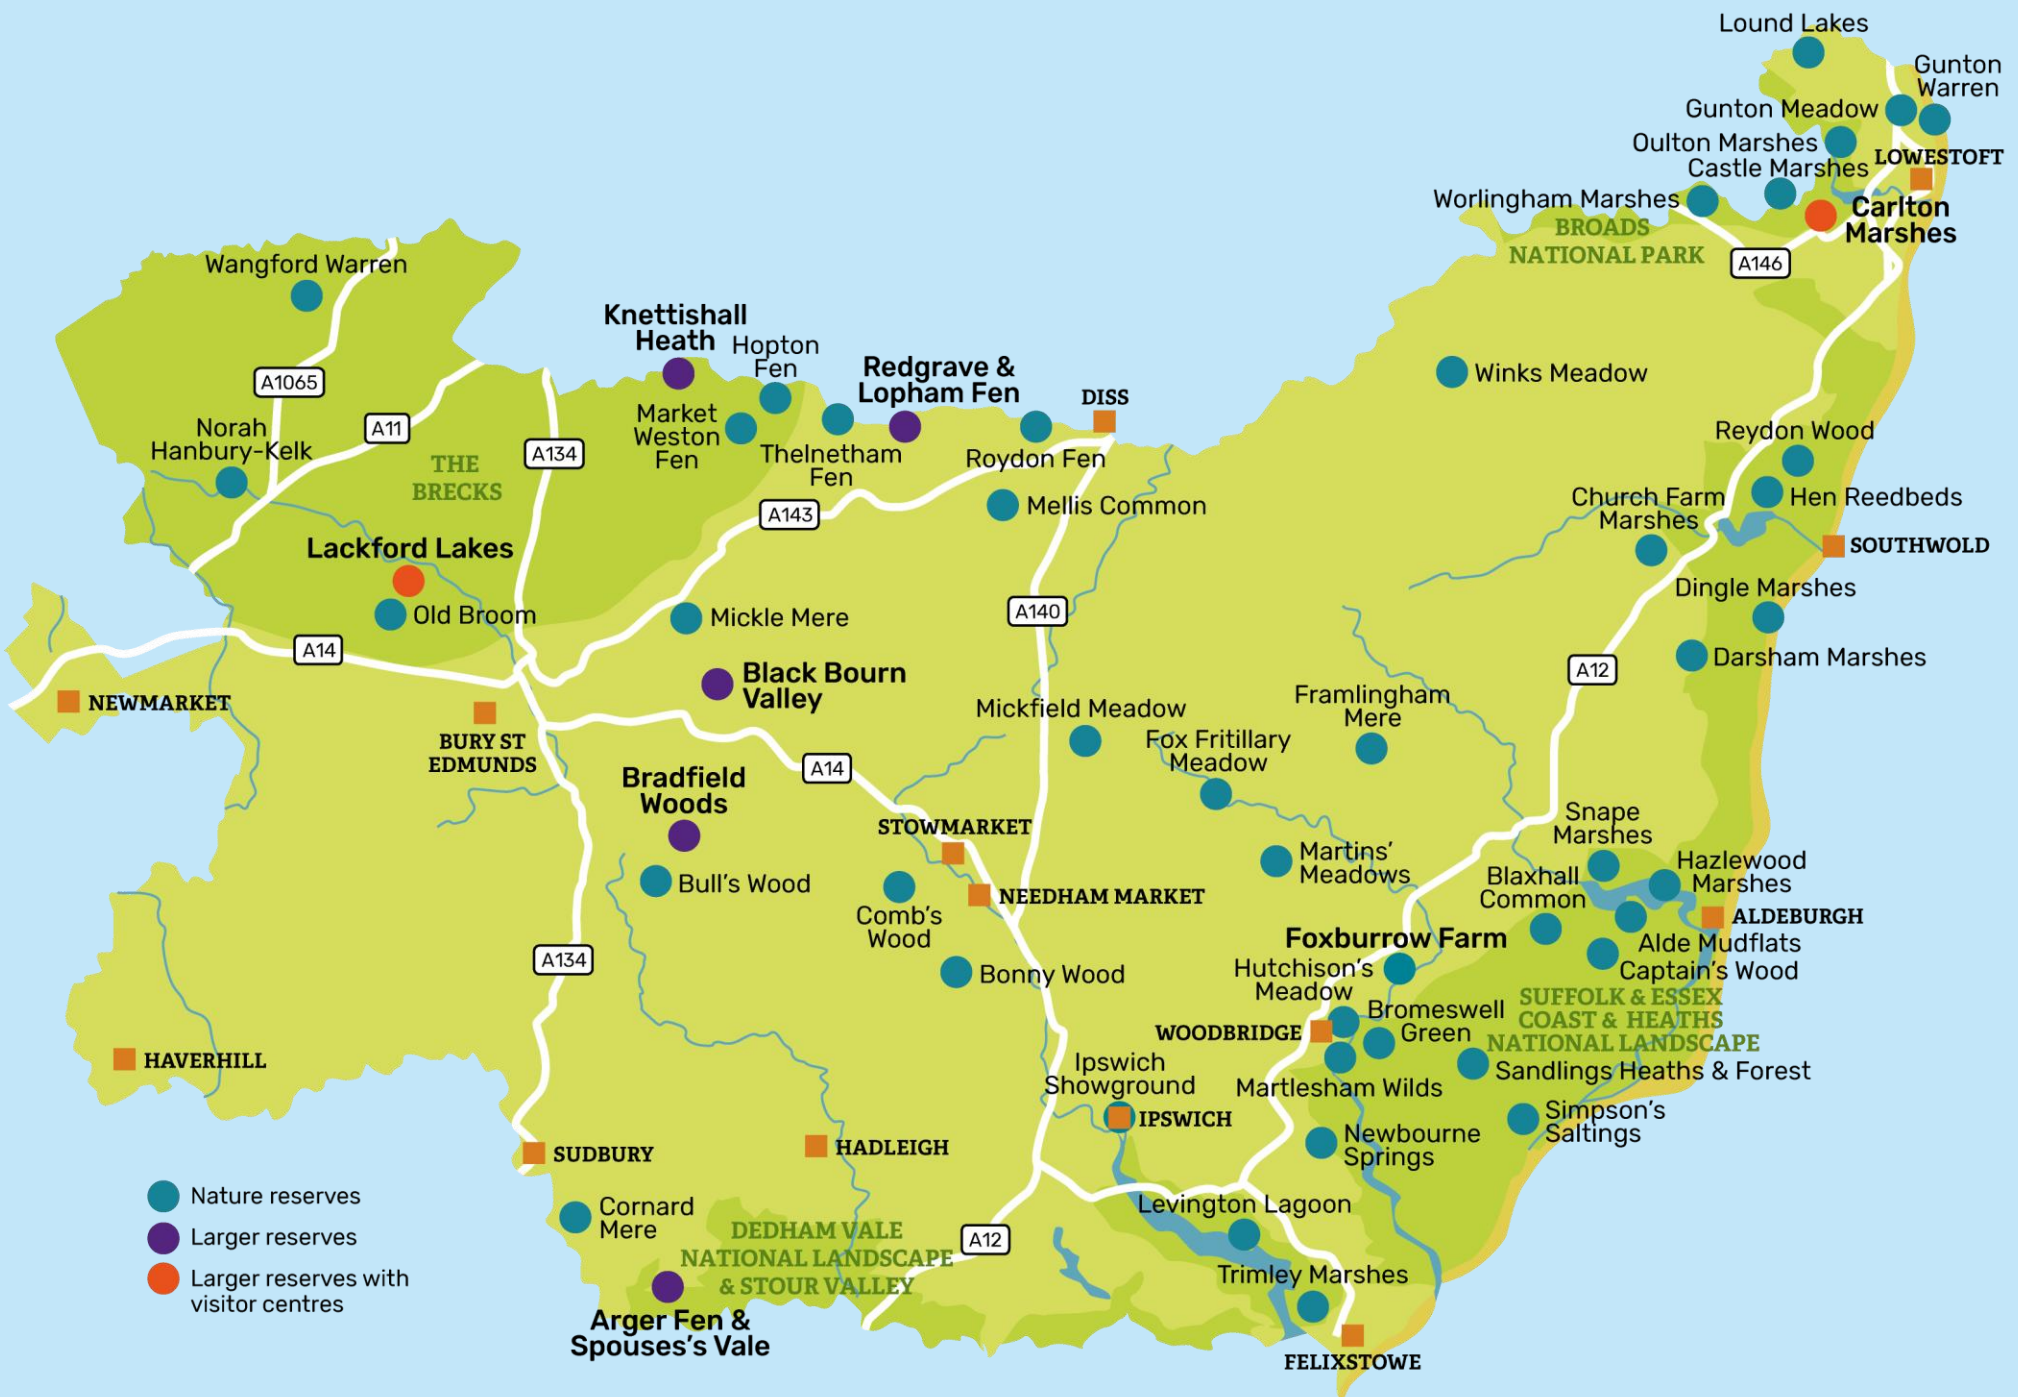 Lound Lakes
Gunton
Warren
Gunton Meadow
Oulton Marshes
LOWESTOFT
Castle Marshes
Worlingham Marshes
Carlton
Marshes
BROADS
NATIONAL PARK
A146
Wangford Warren
Knettishall
Heath
Hopton
Fen
Redgrave &
Lopham Fen
DISS
Winks Meadow
A1065
Norah
Hanbury-Kelk
A11
A134
THE
BRECKS
Market
Weston
Fen
Thelnetham
Fen
Roydon Fen
Reydon Wood
A143
Mellis Common
Church Farm
Marshes
Hen Reedbeds
Lackford Lakes
SOUTHWOLD
Old Broom
Mickle Mere
A140
Dingle Marshes
A14
A12
Darsham Marshes
NEWMARKET
Black Bourn
Valley
BURY ST
EDMUNDS
Mickfield Meadow
Fox Fritillary
Meadow
Framlingham
Mere
A14
Bradfield
Woods
STOWMARKET
Snape
Marshes
Bull's Wood
Martins'
Meadows
Blaxhall
Common
Hazlewood
Marshes
NEEDHAM MARKET
Comb's
Wood
ALDEBURGH
Foxburrow Farm
Alde Mudflats
A134
Bonny Wood
Hutchison's
Meadow
Captain's Wood
SUFFOLK & ESSEX
COAST & HEATHS
NATIONAL LANDSCAPE
Bromeswell
Green
WOODBRIDGE
HAVERHILL
Ipswich
Showground
Martlesham Wilds
Sandlings Heaths & Forest
IPSWICH
Simpson's
Saltings
SUDBURY
HADLEIGH
Newbourne
Springs
Nature reserves
Larger reserves
Larger reserves with
visitor centres
Cornard
Mere
DEDHAM VALE
NATIONAL LANDSCAPE
& STOUR VALLEY
A12
Levington Lagoon
Trimley Marshes
Arger Fen &
Spouses's Vale
FELIXSTOWE